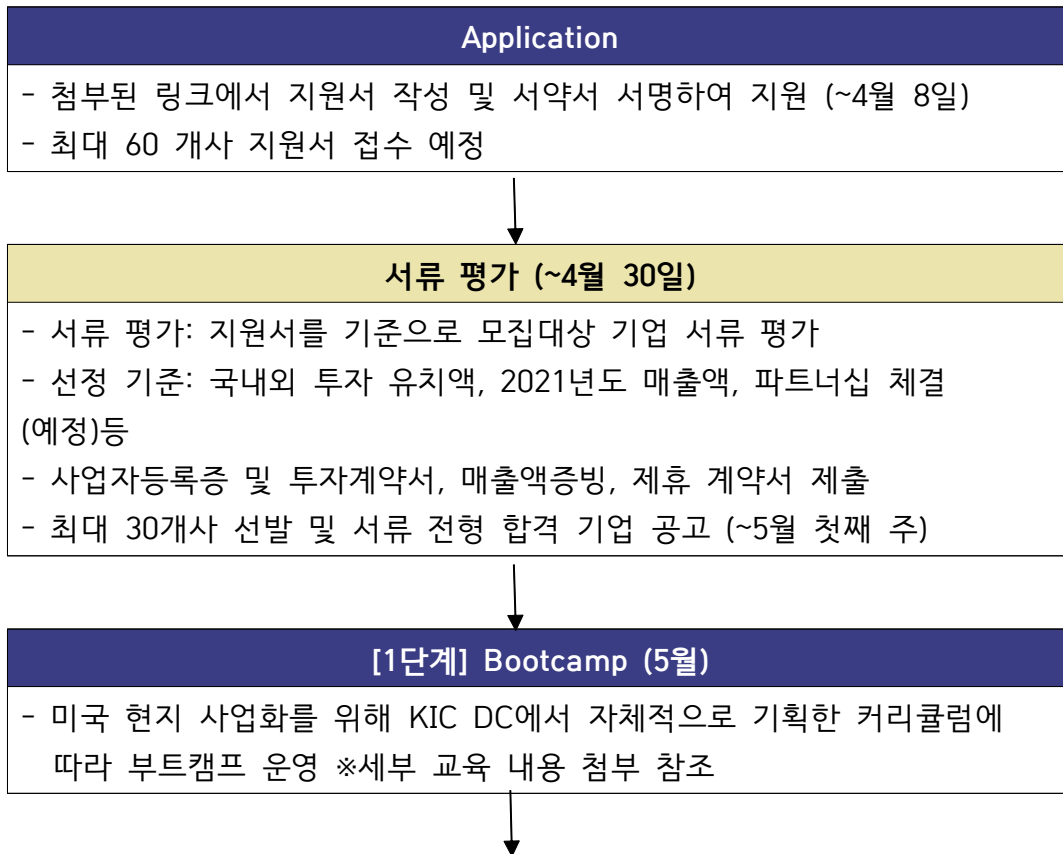 Application
- 첨부된 링크에서 지원서 작성 및 서약서 서명하여 지원 (~4월 8일)
- 최대 60 개사 지원서 접수 예정
서류 평가 (~4월 30일)
- 서류 평가: 지원서를 기준으로 모집대상 기업 서류 평가
- 선정 기준: 국내외 투자 유치액, 2021년도 매출액, 파트너십 체결
(예정)등
- 사업자등록증 및 투자계약서, 매출액증빙, 제휴 계약서 제출
- 최대 30개사 선발 및 서류 전형 합격 기업 공고 (~5월 첫째 주)
[1단계] Bootcamp (5월)
- 미국 현지 사업화를 위해 KIC DC에서 자체적으로 기획한 커리큘럼에
따라 부트캠프 운영 ※세부 교육 내용 첨부 참조